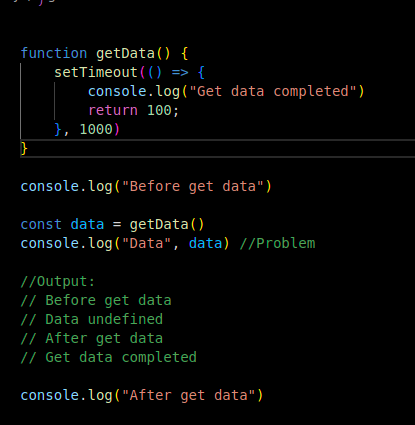 function getData() {
setTimeout(() => {
console.log("Get data completed")
return 100;
}, 1000)
}
console.log("Before get data")
const data = getData()
console.log("Data", data) //Problem
//Output:
// Before get data
// Data undefined
// After get data
// Get data completed
console.log("After get data")